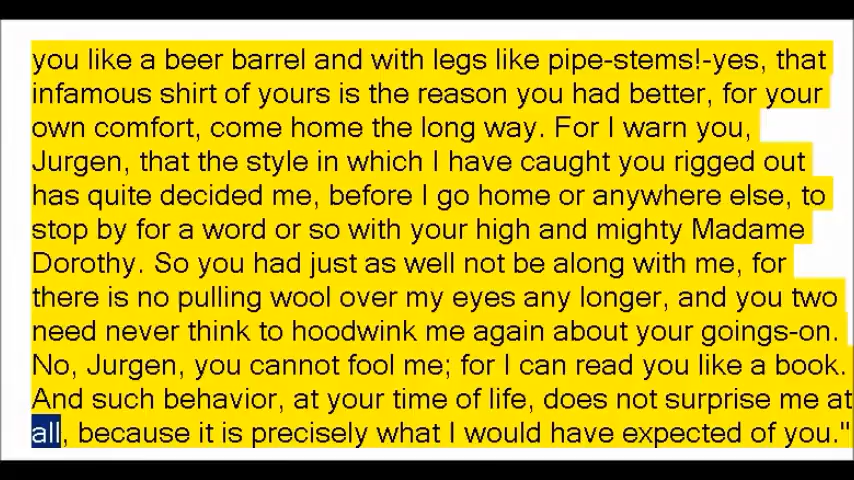 you like a beer barrel and with legs like pipe-stems!-yes, that
infamous shirt of yours is the reason you had better, for your
own comfort, come home the long way. For I warn you,
Jurgen, that the style in which I have caught you rigged out
has quite decided me, before I go home or anywhere else, to
stop by for a word or so with your high and mighty Madame
Dorothy. So you had just as well not be along with me, for
there is no pulling wool over my eyes any longer, and you two
need never think to hoodwink me again about your goings-on.
No, Jurgen, you cannot fool me; for I can read you like a book.
And such behavior, at your time of life, does not surprise me at
all, because it is precisely what I would have expected of you."